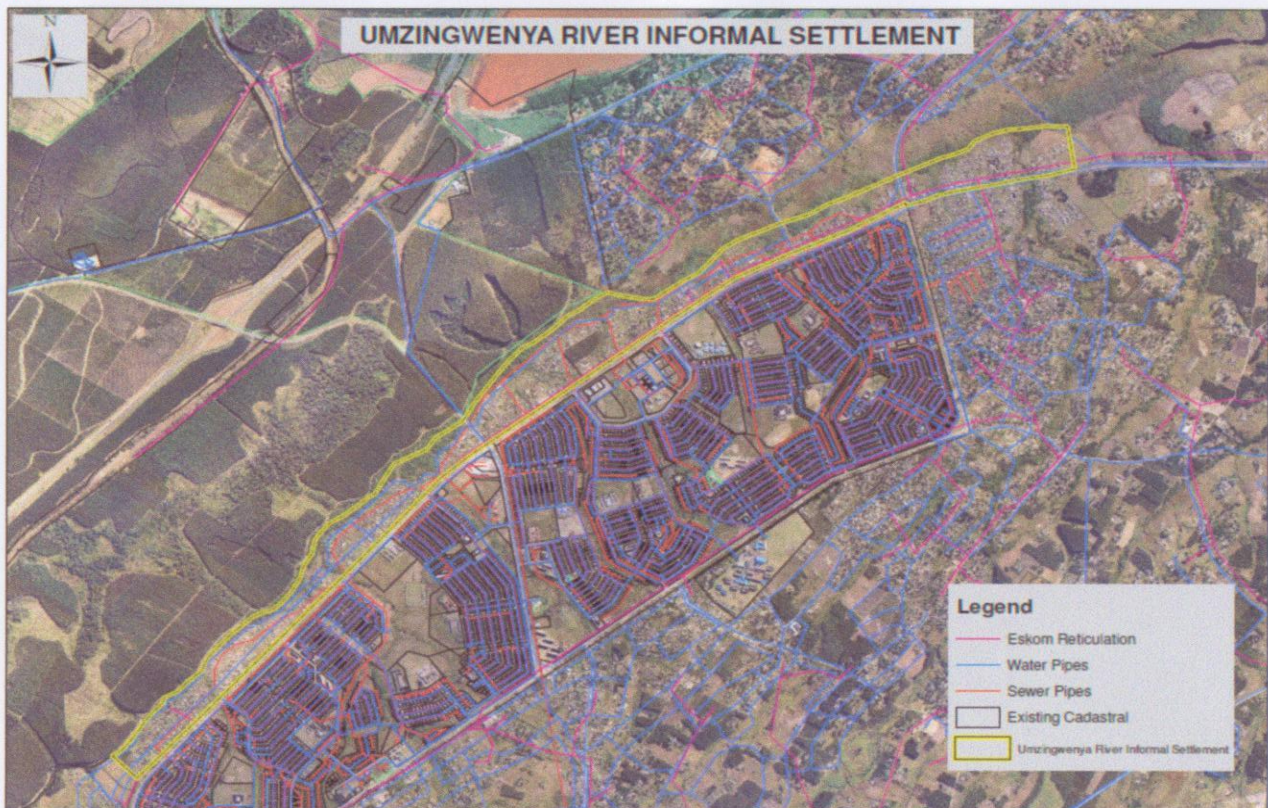 N
UMZINGWENYA RIVER INFORMAL SETTLEMENT
Legend
Eskom Reticulation
Water Pipes
Sewer Pipes
Existing Cadastral
Umzingwenya River Informal Settlement